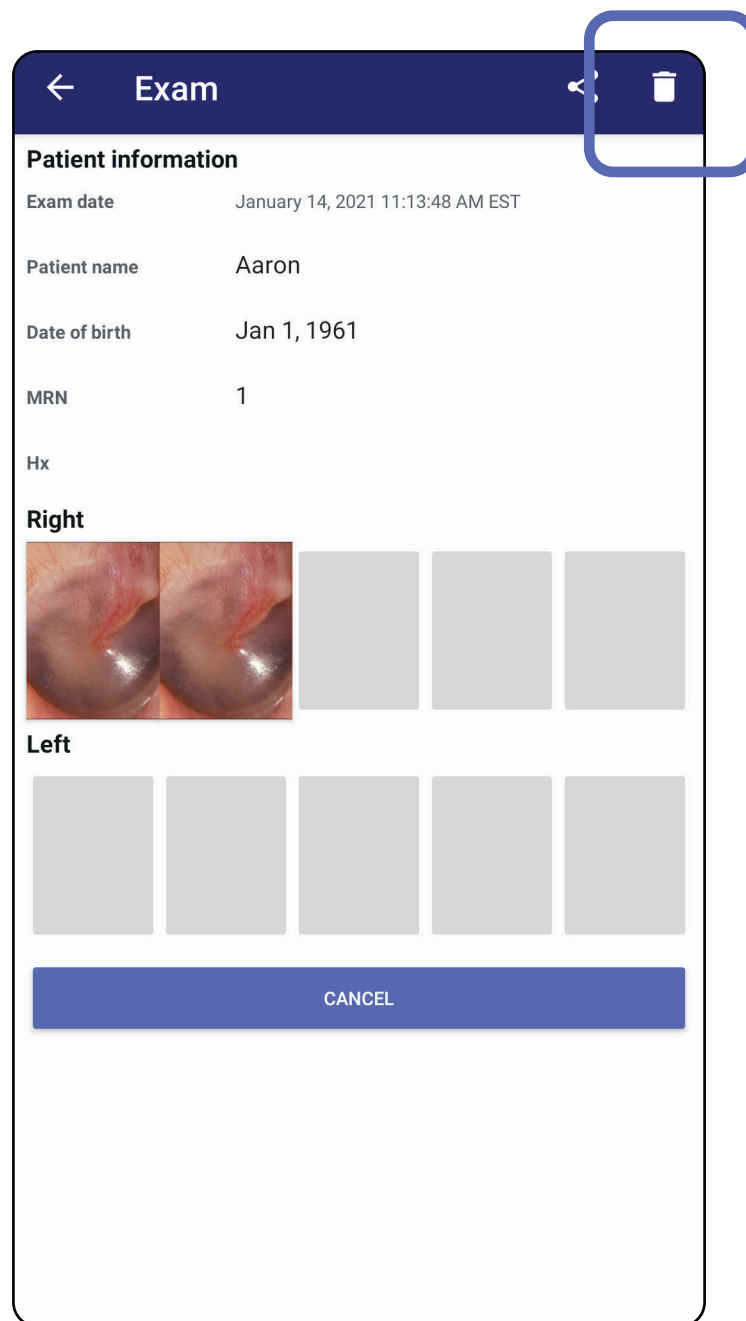 Exam
Patient information
Exam date January 14, 2021 11:13:48 AM EST
Patient name Aaron
Date of birth Jan 1, 1961
MRN 1
Hx
Right
Left
CANCEL